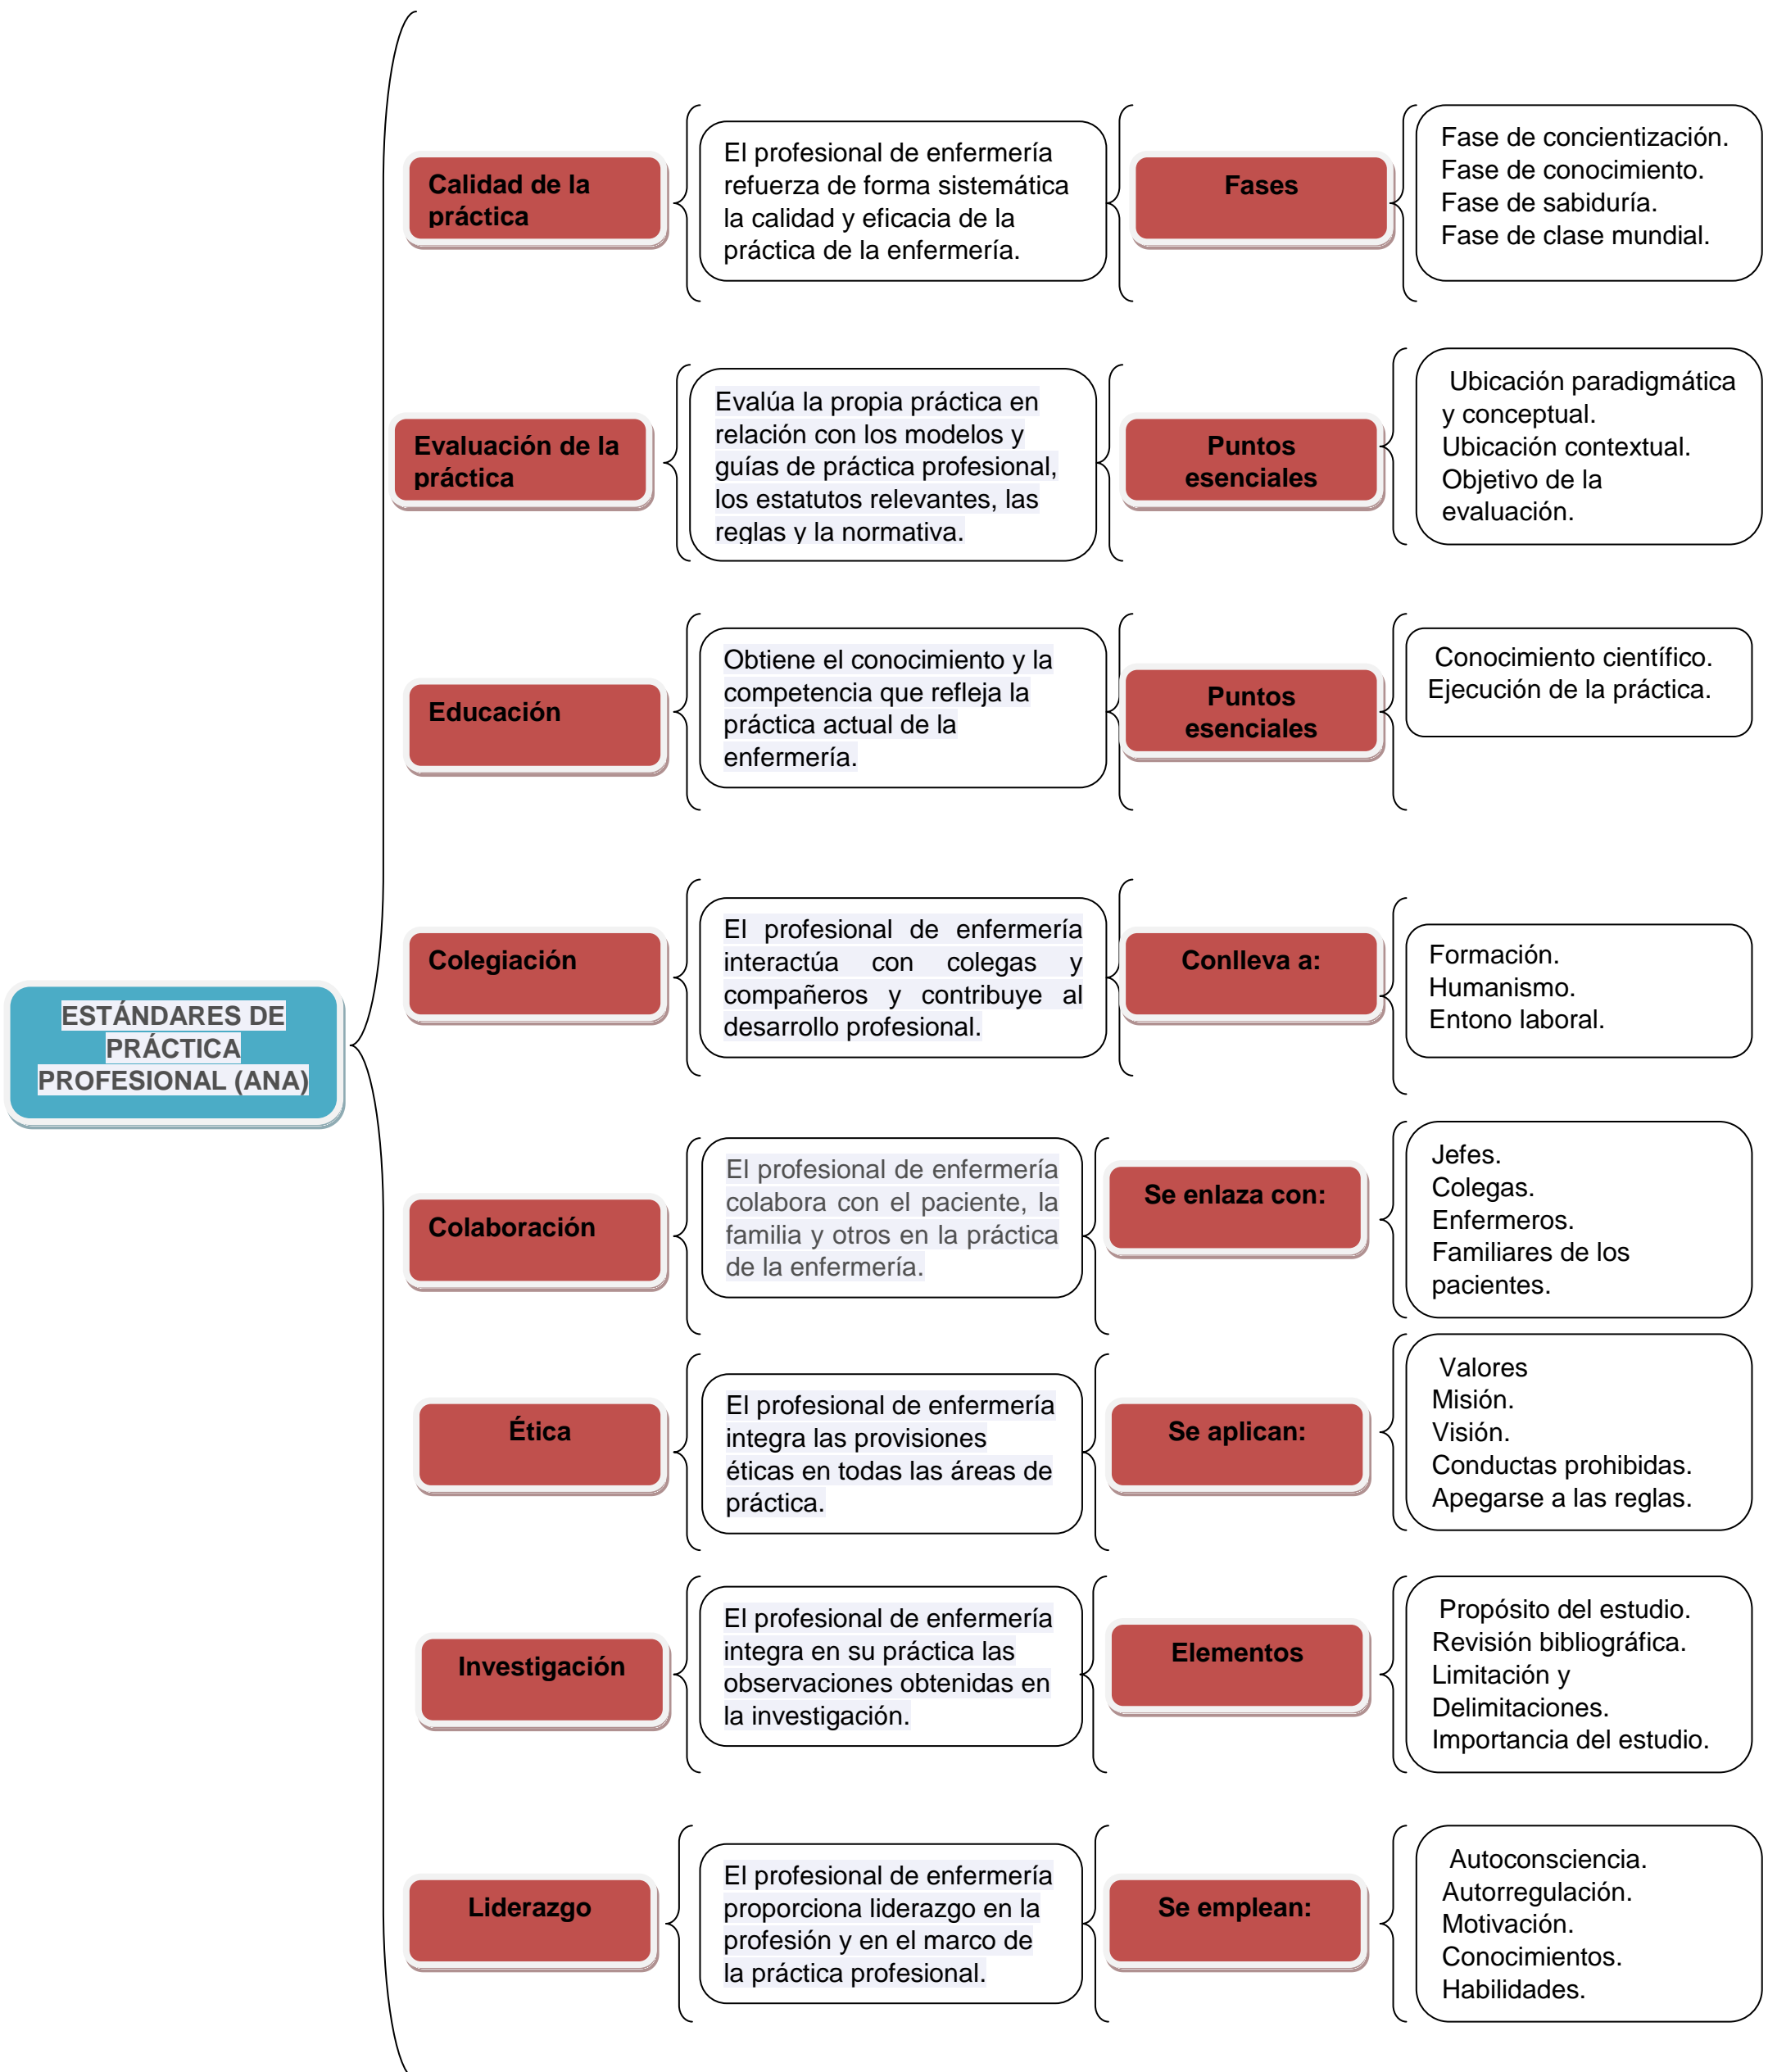 Calidad de la
práctica
El profesional de enfermería
refuerza de forma sistemática
la calidad y eficacia de la
práctica de la enfermería.
Fases
Fase de concientización.
Fase de conocimiento.
Fase de sabiduría.
Fase de clase mundial.
Evaluación de la
práctica
Evalúa la propia práctica en
relación con los modelos y
guías de práctica profesional,
los estatutos relevantes, las
reglas y la normativa.
Puntos
esenciales
Ubicación paradigmática
y conceptual.
Ubicación contextual.
Objetivo de la
evaluación.
Educación
Obtiene el conocimiento y la
competencia que refleja la
práctica actual de la
enfermería.
Puntos
esenciales
Conocimiento científico.
Ejecución de la práctica.
ESTÁNDARES DE
PRÁCTICA
PROFESIONAL (ANA)
Colegiación
El profesional de enfermería
interactúa con colegas y
compañeros y contribuye al
desarrollo profesional.
Conlleva a:
Formación.
Humanismo.
Entono laboral.
Colaboración
El profesional de enfermería
colabora con el paciente, la
familia y otros en la práctica
de la enfermería.
Se enlaza con:
Jefes.
Colegas.
Enfermeros.
Familiares de los
pacientes.
Ética
El profesional de enfermería
integra las provisiones
éticas en todas las áreas de
práctica.
Se aplican:
Valores
Misión.
Visión.
Conductas prohibidas.
Apegarse a las reglas.
Investigación
El profesional de enfermería
integra en su práctica las
observaciones obtenidas en
la investigación.
Elementos
Propósito del estudio.
Revisión bibliográfica.
Limitación y
Delimitaciones.
Importancia del estudio.
Liderazgo
El profesional de enfermería
proporciona liderazgo en la
profesión y en el marco de
la práctica profesional.
Se emplean:
Autoconsciencia.
Autorregulación.
Motivación.
Conocimientos.
Habilidades.